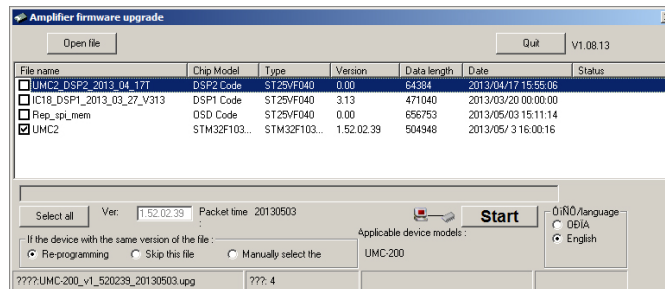 Amplifier firmware upgrade
Open file Quit V1.08.13
File name Chip Model Type Version Data length Date Status
UMC2_DSP2_2013_04_17T DSP2 Code ST25VF040 0.00 64384 2013/04/17 15:55:06
IC18_DSP1_2013_03_27_V313 DSP1 Code ST25VF040 3.13 471040 2013/03/20 00:00:00
Rep_spi_mem OSD Code ST25VF040 0.00 656753 2013/05/03 15:11:14
UMC2 STM32F103... STM32F103... 1.52.02.39 504948 2013/05/ 3 16:00:16
Select all Ver: 1.52.02.39 Packet time : 20130503 Start
ÓïÑÔ/language
ÖÐÎÄ
English
Applicable device models :
UMC-200
If the device with the same version of the file :
Re-programming Skip this file Manually select the
????:UMC-200_v1_520239_20130503.upg ???: 4